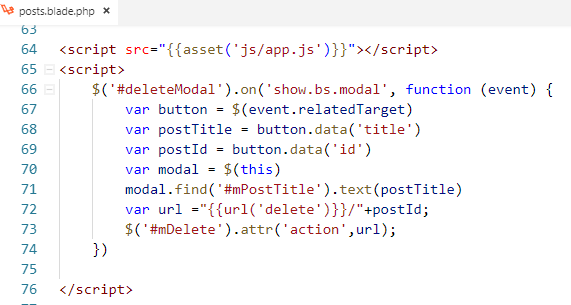 posts.blade.php ×
63
64 <script src="{{asset('js/app.js')}}"></script>
65 <script>
66     $('#deleteModal').on('show.bs.modal', function (event) {
67         var button = $(event.relatedTarget)
68         var postTitle = button.data('title')
69         var postId = button.data('id')
70         var modal = $(this)
71         modal.find('#mPostTitle').text(postTitle)
72         var url ="{{url('delete')}}/"+postId;
73         $('#mDelete').attr('action',url);
74     })
75
76 </script>